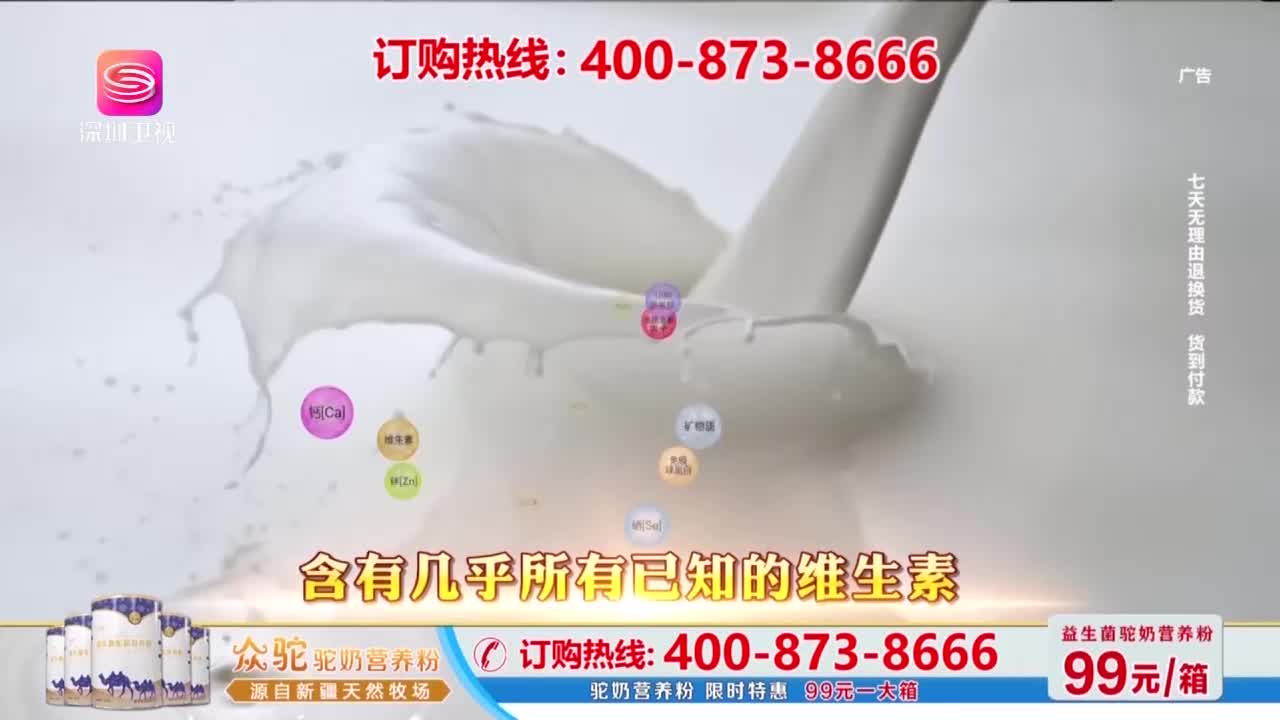 订购热线：400-873-8666
广告
深圳卫视
七天无理由退换货 货到付款
钙[Ca]
维生素
锌[Zn]
矿物质
免疫
球蛋白
硒[Se]
含有几乎所有已知的维生素
众驼 驼奶营养粉
源自新疆天然牧场
订购热线：400-873-8666
驼奶营养粉 限时特惠 99元一大箱
益生菌驼奶营养粉
99元/箱